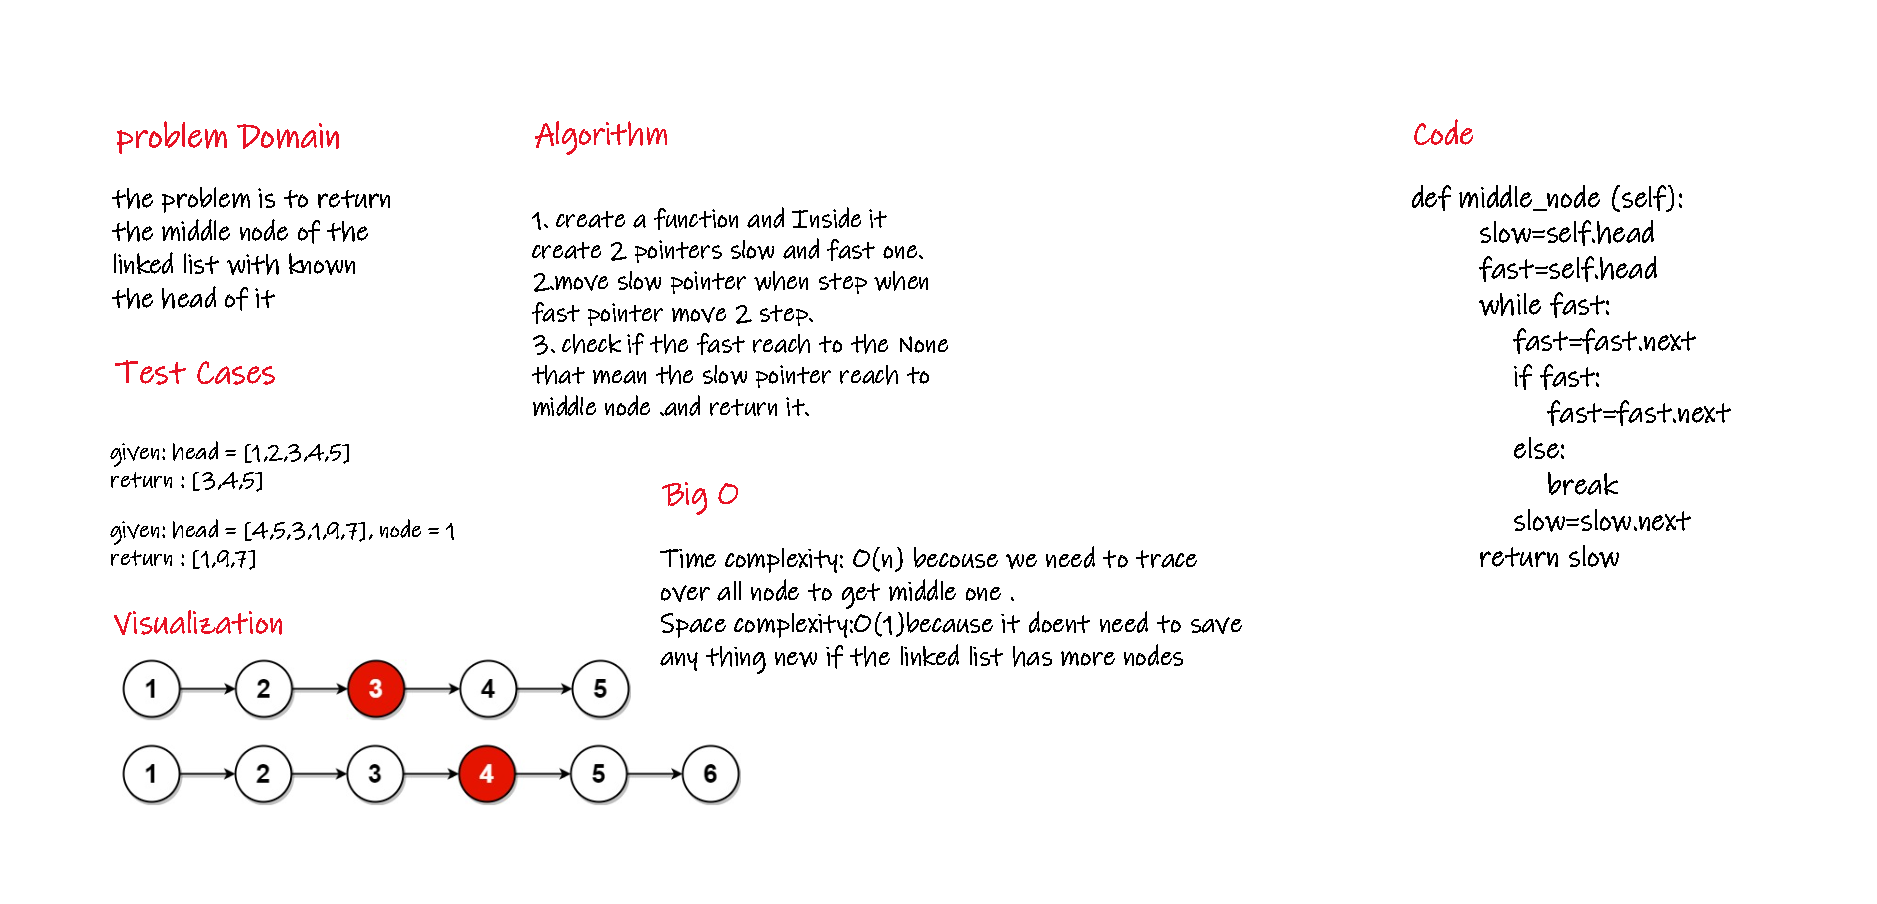 problem Domain
the problem is to return
the middle node of the
linked list with known
the head of it
Test Cases
given: head = [1,2,3,4,5]
return : [3,4,5]
given: head = [4,5,3,1,9,7], node = 1
return : [1,9,7]
Visualization
1 2 3 4 5
1 2 3 4 5 6
Algorithm
1. create a function and Inside it
create 2 pointers slow and fast one.
2.move slow pointer when step when
fast pointer move 2 step.
3. check if the fast reach to the None
that mean the slow pointer reach to
middle node .and return it.
Big O
Time complexity: O(n) becouse we need to trace
over all node to get middle one .
Space complexity:O(1)because it doent need to save
any thing new if the linked list has more nodes
Code
def middle_node (self):
slow=self.head
fast=self.head
while fast:
fast=fast.next
if fast:
fast=fast.next
else:
break
slow=slow.next
return slow